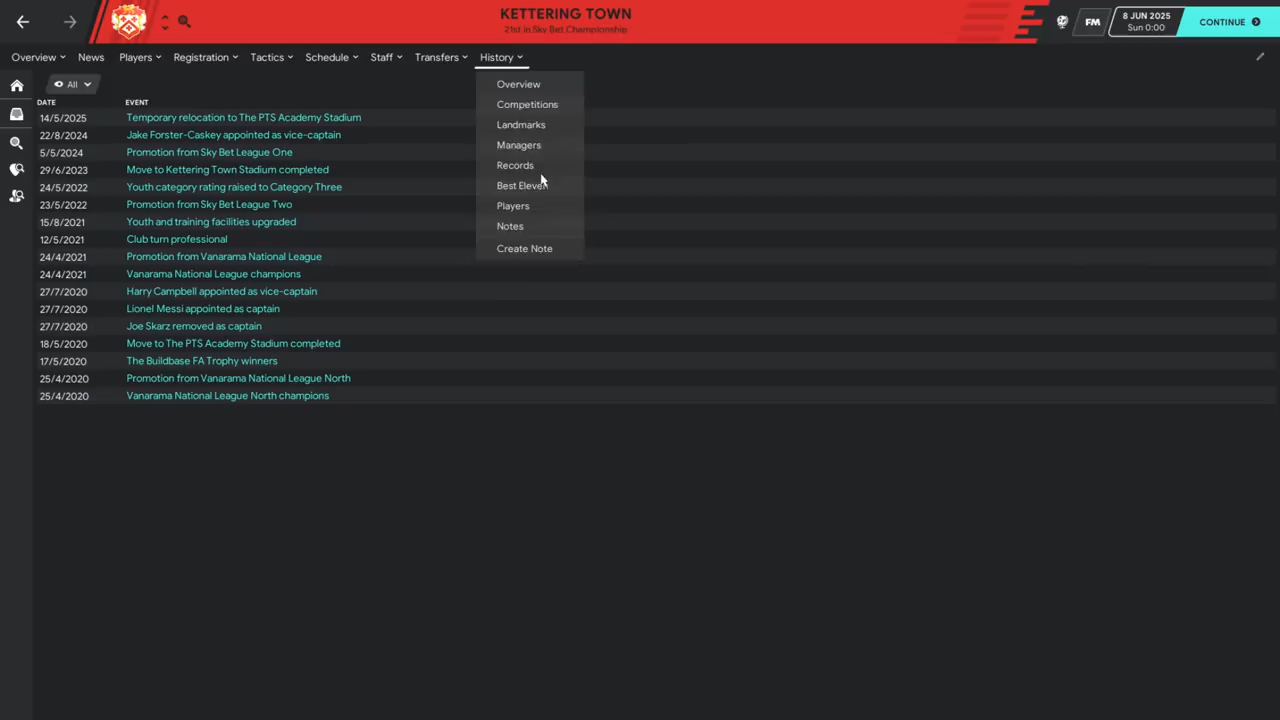 KETTERING TOWN
21st in Sky Bet Championship
FM
8 JUN 2025
Sun 0:00
CONTINUE
Overview
News
Players
Registration
Tactics
Schedule
Staff
Transfers
History
All
Overview
Competitions
Landmarks
Managers
Records
Best Eleven
Players
Notes
Create Note
DATE EVENT
14/5/2025 Temporary relocation to The PTS Academy Stadium
22/8/2024 Jake Forster-Caskey appointed as vice-captain
5/5/2024 Promotion from Sky Bet League One
29/6/2023 Move to Kettering Town Stadium completed
24/5/2022 Youth category rating raised to Category Three
23/5/2022 Promotion from Sky Bet League Two
15/8/2021 Youth and training facilities upgraded
12/5/2021 Club turn professional
24/4/2021 Promotion from Vanarama National League
24/4/2021 Vanarama National League champions
27/7/2020 Harry Campbell appointed as vice-captain
27/7/2020 Lionel Messi appointed as captain
27/7/2020 Joe Skarz removed as captain
18/5/2020 Move to The PTS Academy Stadium completed
17/5/2020 The Buildbase FA Trophy winners
25/4/2020 Promotion from Vanarama National League North
25/4/2020 Vanarama National League North champions